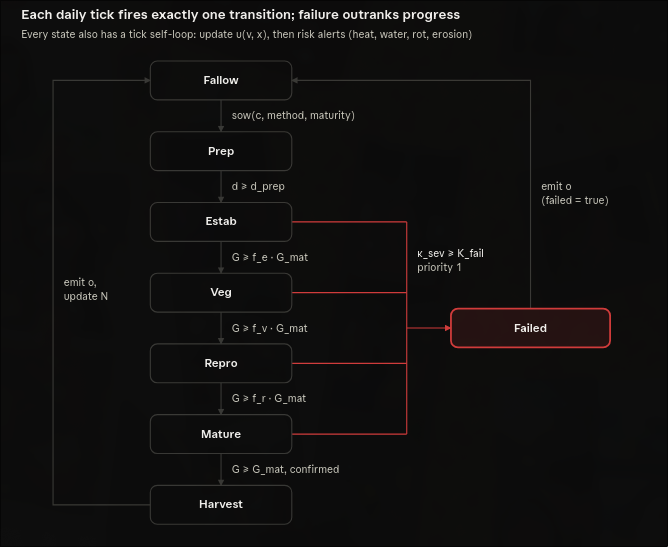 Each daily tick fires exactly one transition; failure outranks progress
Every state also has a tick self-loop: update υ(v, x), then risk alerts (heat, water, rot, erosion)
Fallow
sow(c, method, maturity)
Prep
d ⩾ d_prep
emit o
(failed = true)
Estab
G ⩾ f_e · G_mat
κ_sev ⩾ K_fail
priority 1
emit o,
update N
Veg
G ⩾ f_v · G_mat
Failed
Repro
G ⩾ f_r · G_mat
Mature
G ⩾ G_mat, confirmed
Harvest